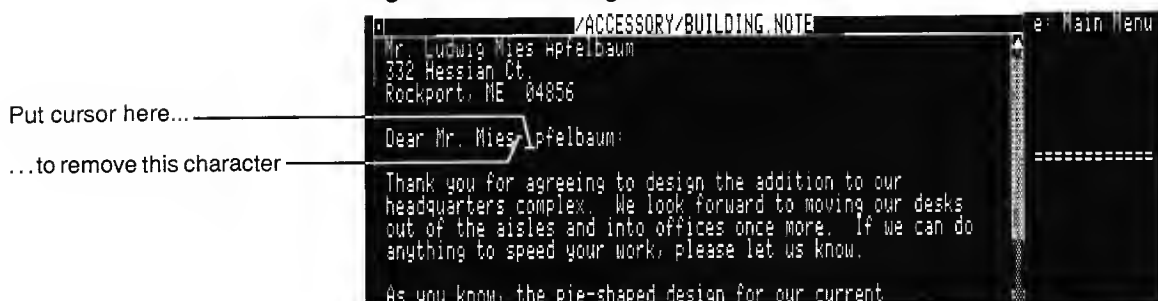 /ACCESSORY/BUILDING.NOTE
e: Main Menu
Mr. Ludwig Mies Apfelbaum
332 Hessian Ct.
Rockport, ME 04856
Put cursor here...
Dear Mr. Mies pfelbaum:
...to remove this character
============
Thank you for agreeing to design the addition to our
headquarters complex. We look forward to moving our desks
out of the aisles and into offices once more. If we can do
anything to speed your work, please let us know.
As you know, the pie-shaped design for our current